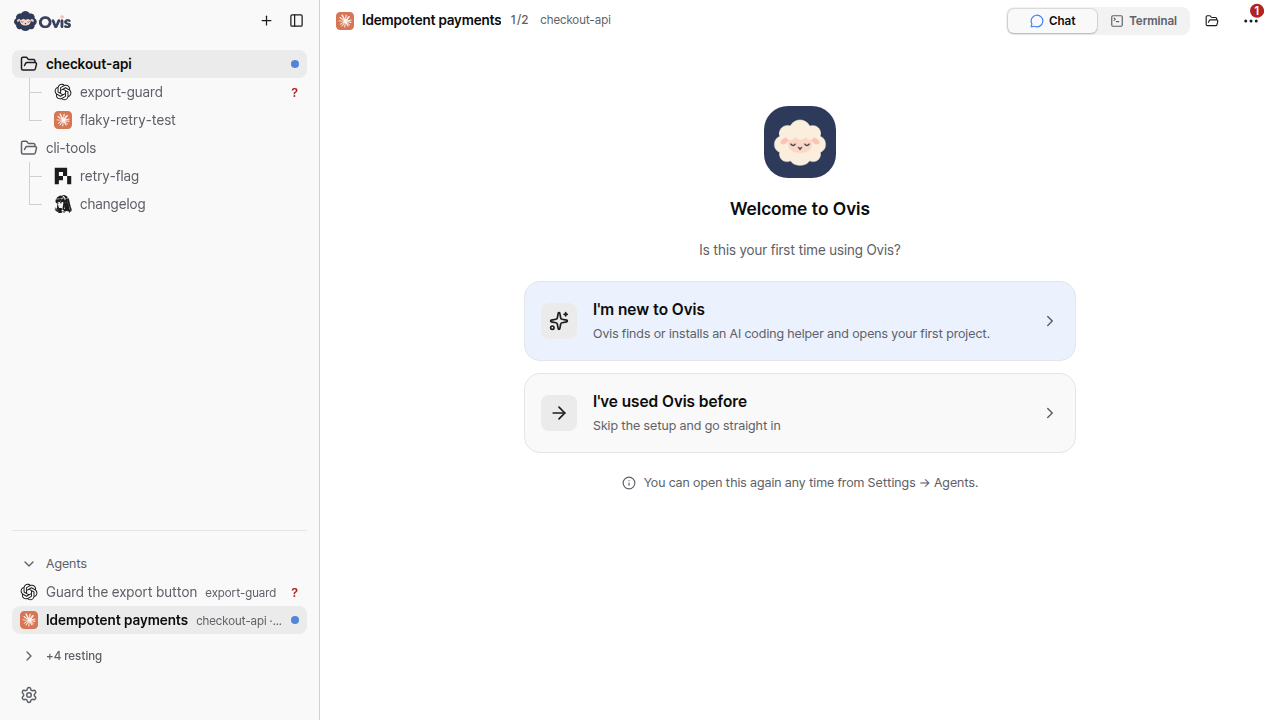 Ovis
checkout-api
export-guard ?
flaky-retry-test
cli-tools
retry-flag
changelog
Agents
Guard the export button export-guard ?
Idempotent payments checkout-api ·...
+4 resting
Idempotent payments 1/2 checkout-api
Chat
Terminal
1
Welcome to Ovis
Is this your first time using Ovis?
I'm new to Ovis
Ovis finds or installs an AI coding helper and opens your first project.
I've used Ovis before
Skip the setup and go straight in
You can open this again any time from Settings → Agents.